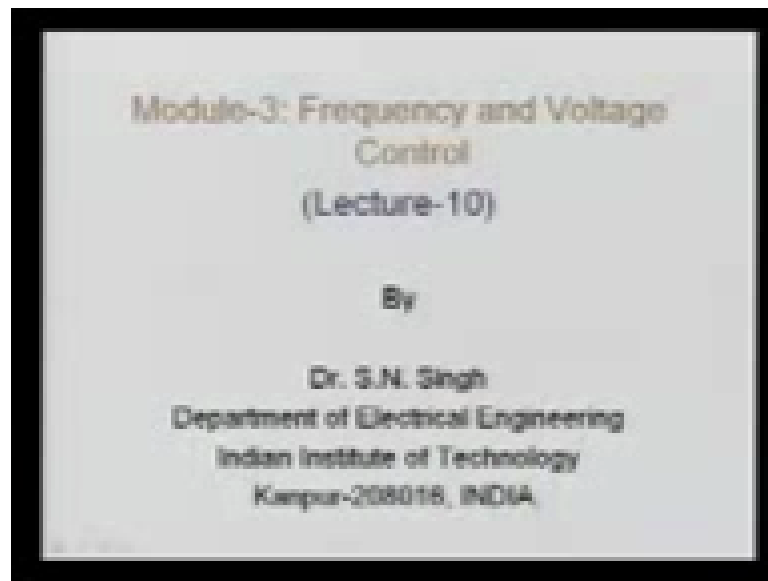 Module-3: Frequency and Voltage
Control
(Lecture-10)
By
Dr. S.N. Singh
Department of Electrical Engineering
Indian Institute of Technology
Kanpur-208016, INDIA